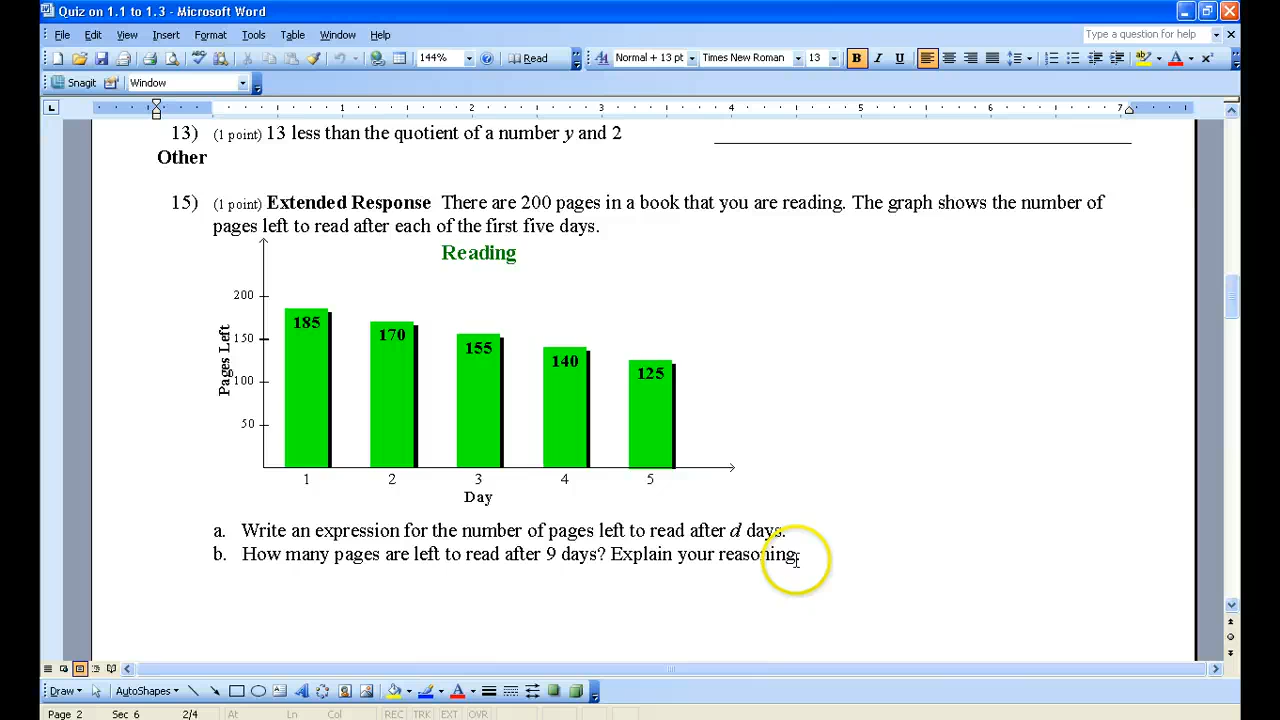 Quiz on 1.1 to 1.3 - Microsoft Word
File Edit View Insert Format Tools Table Window Help Type a question for help
144% Read Normal + 13 pt Times New Roman 13 B I U
Snagit Window
1 2 3 4 5 6 7
13) (1 point) 13 less than the quotient of a number y and 2
Other
15) (1 point) Extended Response There are 200 pages in a book that you are reading. The graph shows the number of
pages left to read after each of the first five days.
Reading
200
150
100
50
Pages Left
185 170 155 140 125
1 2 3 4 5
Day
a. Write an expression for the number of pages left to read after d days.
b. How many pages are left to read after 9 days? Explain your reasoning.
Draw AutoShapes
Page 2 Sec 6 2/4 At Ln Col REC TRK EXT OVR